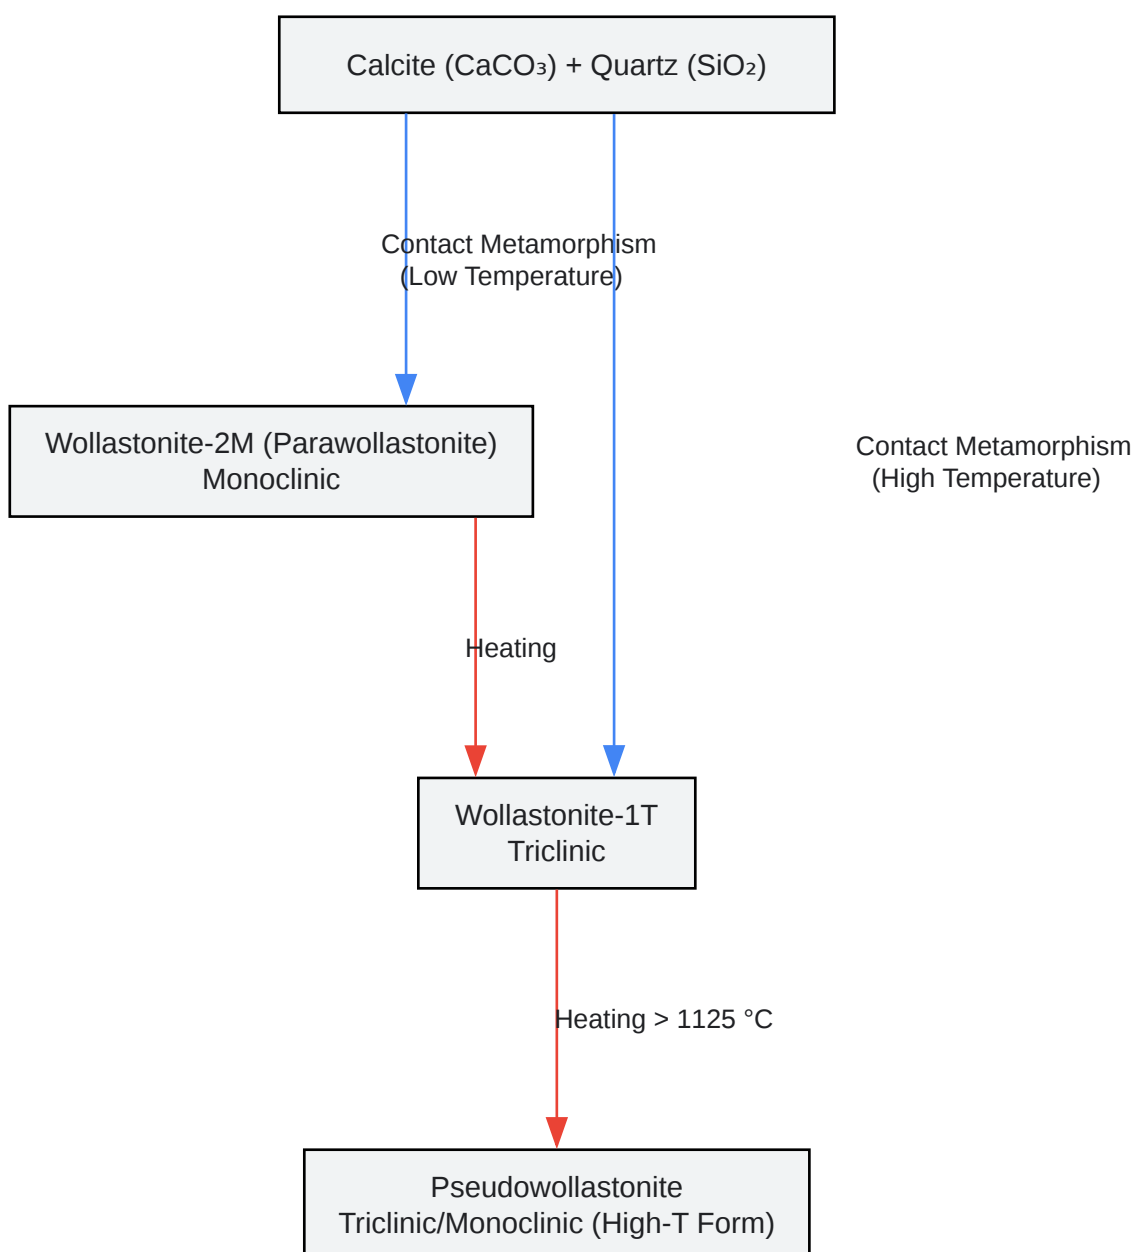 Calcite (CaCO₃) + Quartz (SiO₂)
Contact Metamorphism
(Low Temperature)
Wollastonite-2M (Parawollastonite)
Monoclinic
Contact Metamorphism
(High Temperature)
Heating
Wollastonite-1T
Triclinic
Heating > 1125 °C
Pseudowollastonite
Triclinic/Monoclinic (High-T Form)